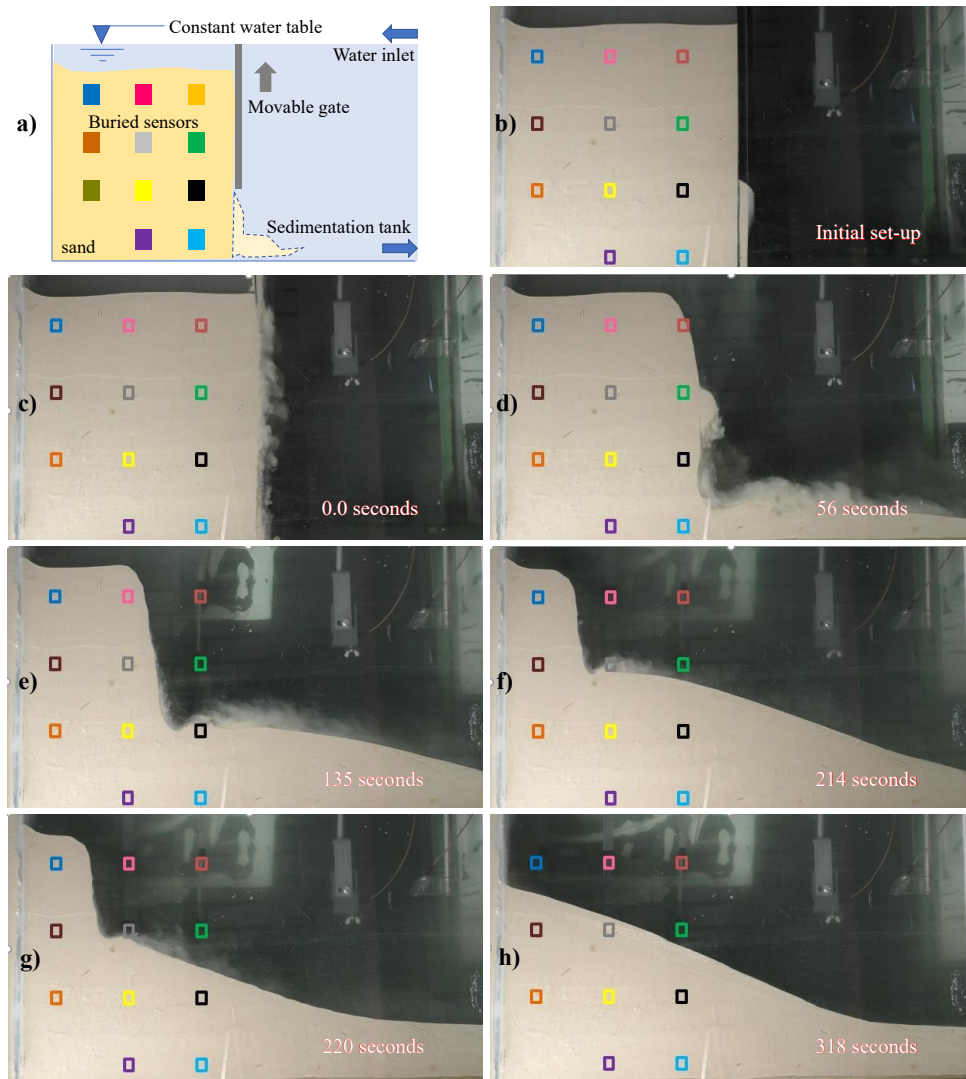 Constant water table
Water inlet
a)
Movable gate
Buried sensors
Sedimentation tank
sand
b)
Initial set-up
c)
0.0 seconds
d)
56 seconds
e)
135 seconds
f)
214 seconds
g)
220 seconds
h)
318 seconds